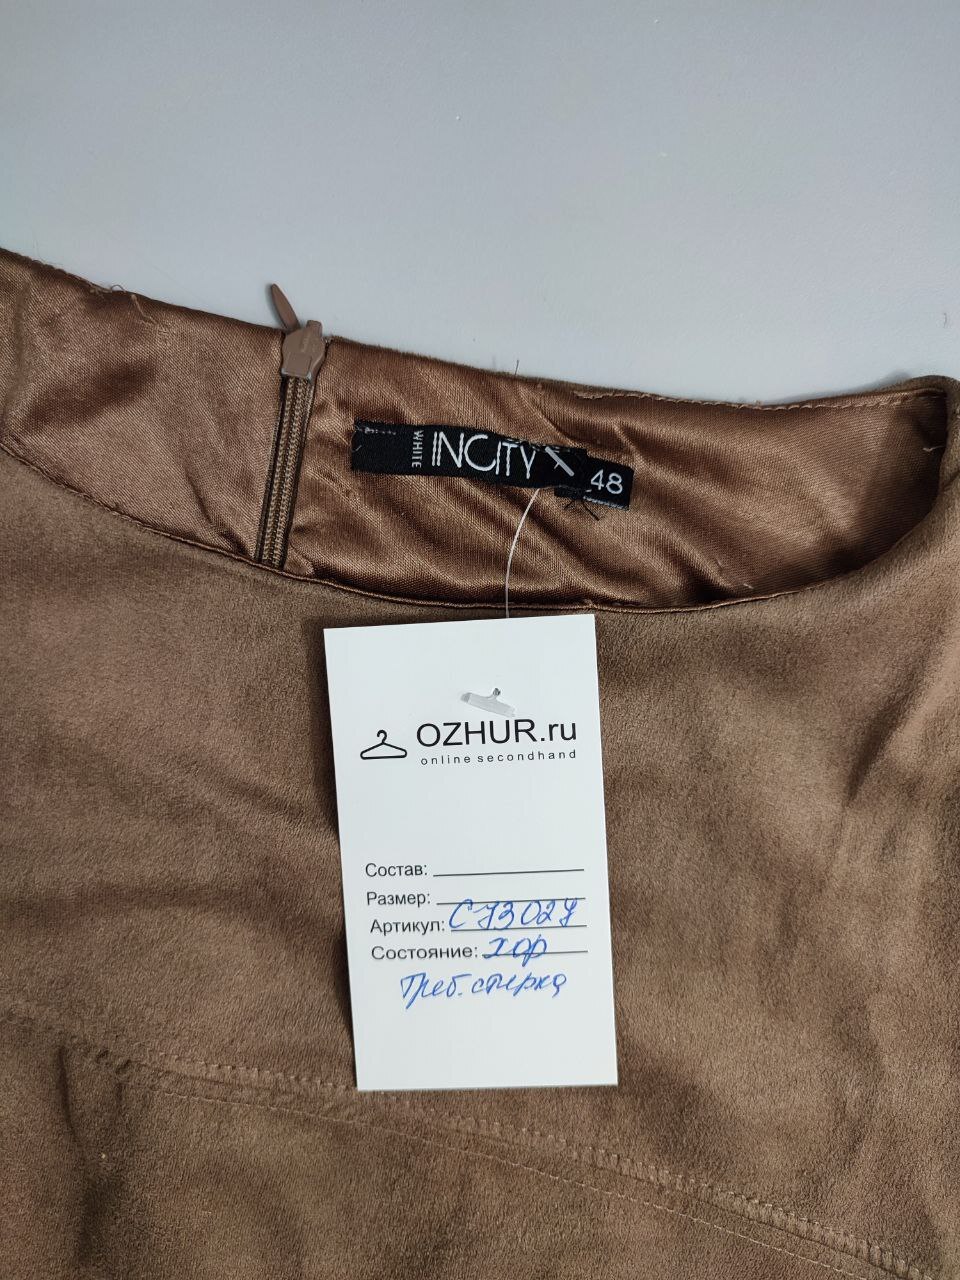 WHITE
INCITY
48
OZHUR.ru
online secondhand
Состав:
Размер:
Артикул: С73027
Состояние: хор
Треб. стирка